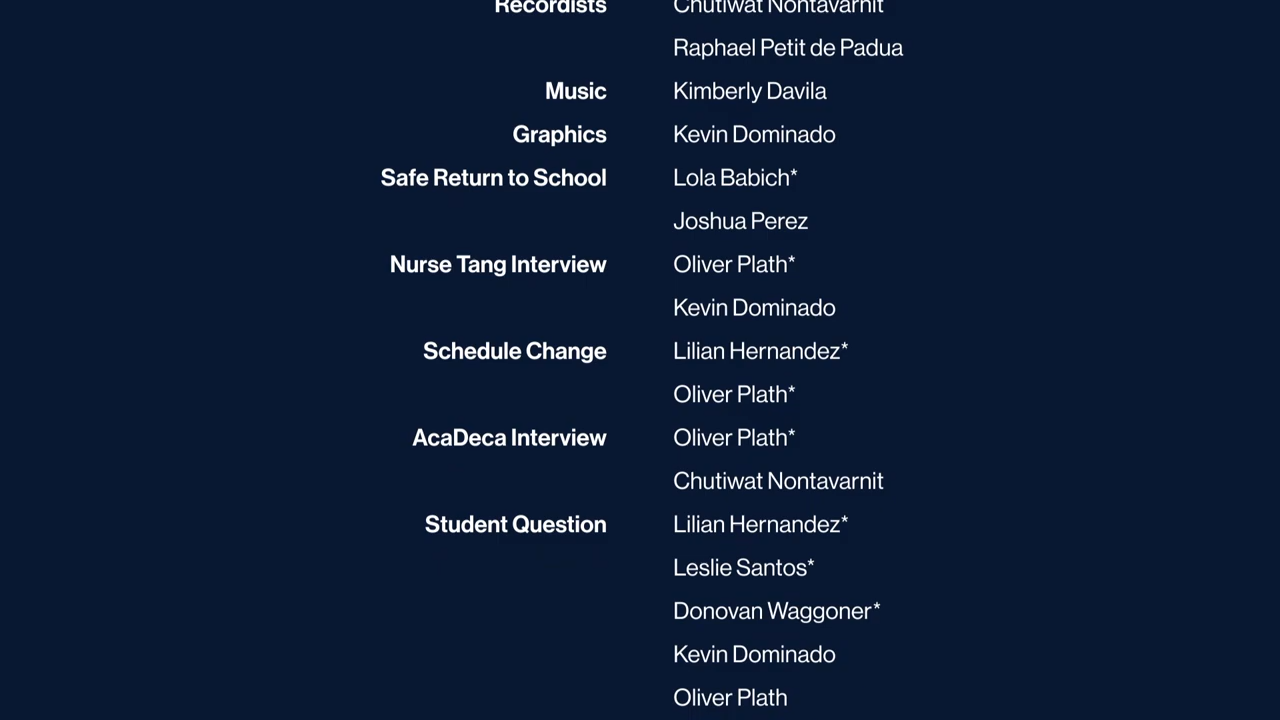 Recordists Chutiwat Nontavarnit
Raphael Petit de Padua
Music Kimberly Davila
Graphics Kevin Dominado
Safe Return to School Lola Babich*
Joshua Perez
Nurse Tang Interview Oliver Plath*
Kevin Dominado
Schedule Change Lilian Hernandez*
Oliver Plath*
AcaDeca Interview Oliver Plath*
Chutiwat Nontavarnit
Student Question Lilian Hernandez*
Leslie Santos*
Donovan Waggoner*
Kevin Dominado
Oliver Plath